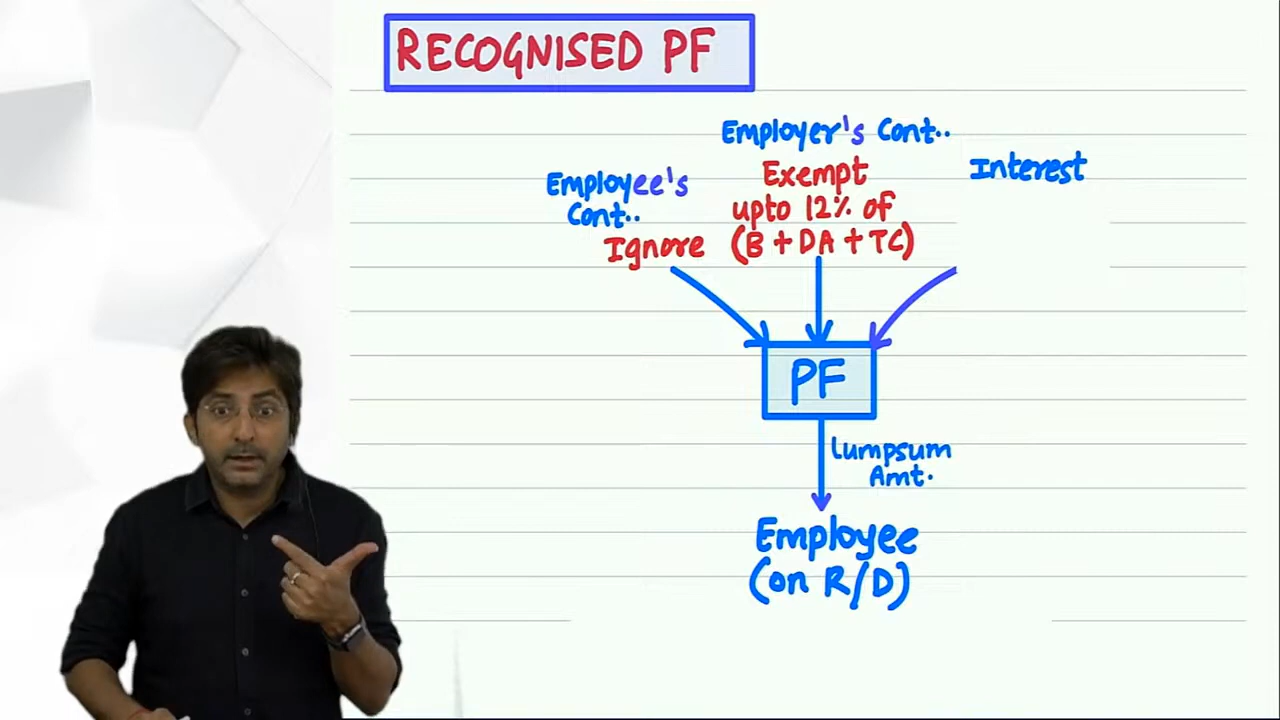 RECOGNISED PF
Employer's Cont..
Exempt
upto 12% of
(B + DA + TC)
Employee's
Cont..
Ignore
Interest
PF
Lumpsum
Amt.
Employee
(on R/D)